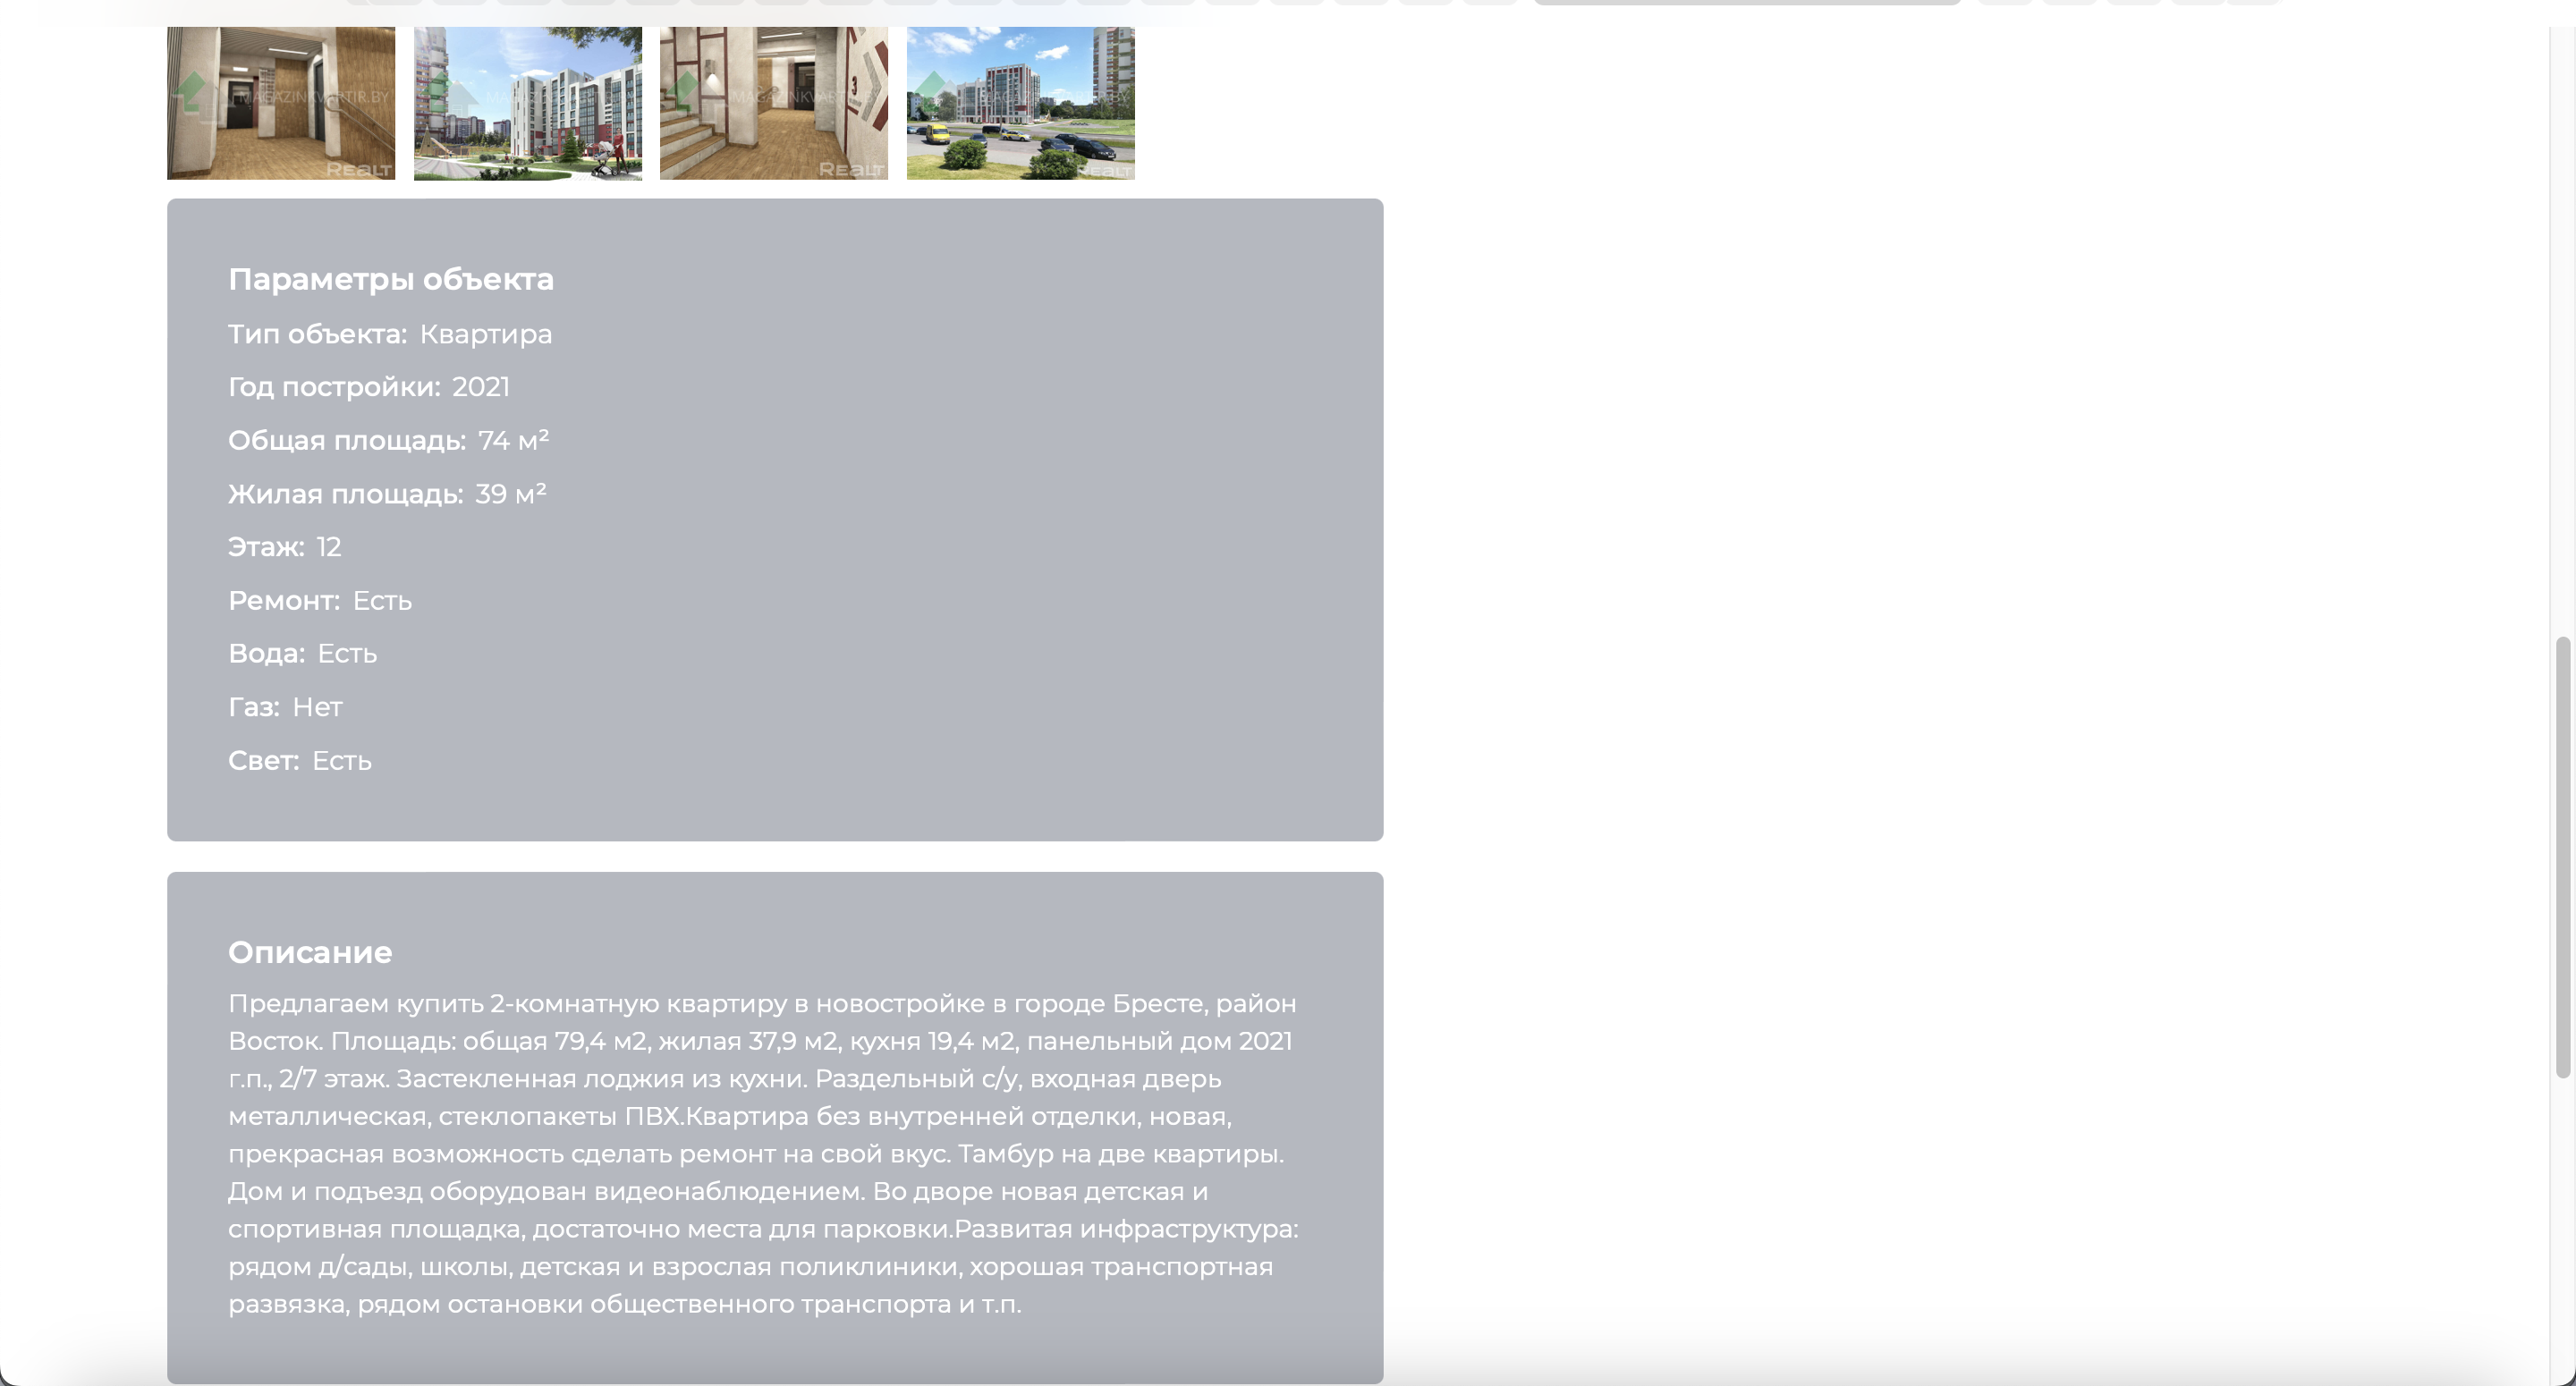 MAGAZINKVARTIR.BY
REALT
REALT
3
REALT
Параметры объекта
Тип объекта: Квартира
Год постройки: 2021
Общая площадь: 74 м²
Жилая площадь: 39 м²
Этаж: 12
Ремонт: Есть
Вода: Есть
Газ: Нет
Свет: Есть
Описание
Предлагаем купить 2-комнатную квартиру в новостройке в городе Бресте, район
Восток. Площадь: общая 79,4 м2, жилая 37,9 м2, кухня 19,4 м2, панельный дом 2021
г.п., 2/7 этаж. Застекленная лоджия из кухни. Раздельный с/у, входная дверь
металлическая, стеклопакеты ПВХ.Квартира без внутренней отделки, новая,
прекрасная возможность сделать ремонт на свой вкус. Тамбур на две квартиры.
Дом и подъезд оборудован видеонаблюдением. Во дворе новая детская и
спортивная площадка, достаточно места для парковки.Развитая инфраструктура:
рядом д/сады, школы, детская и взрослая поликлиники, хорошая транспортная
развязка, рядом остановки общественного транспорта и т.п.